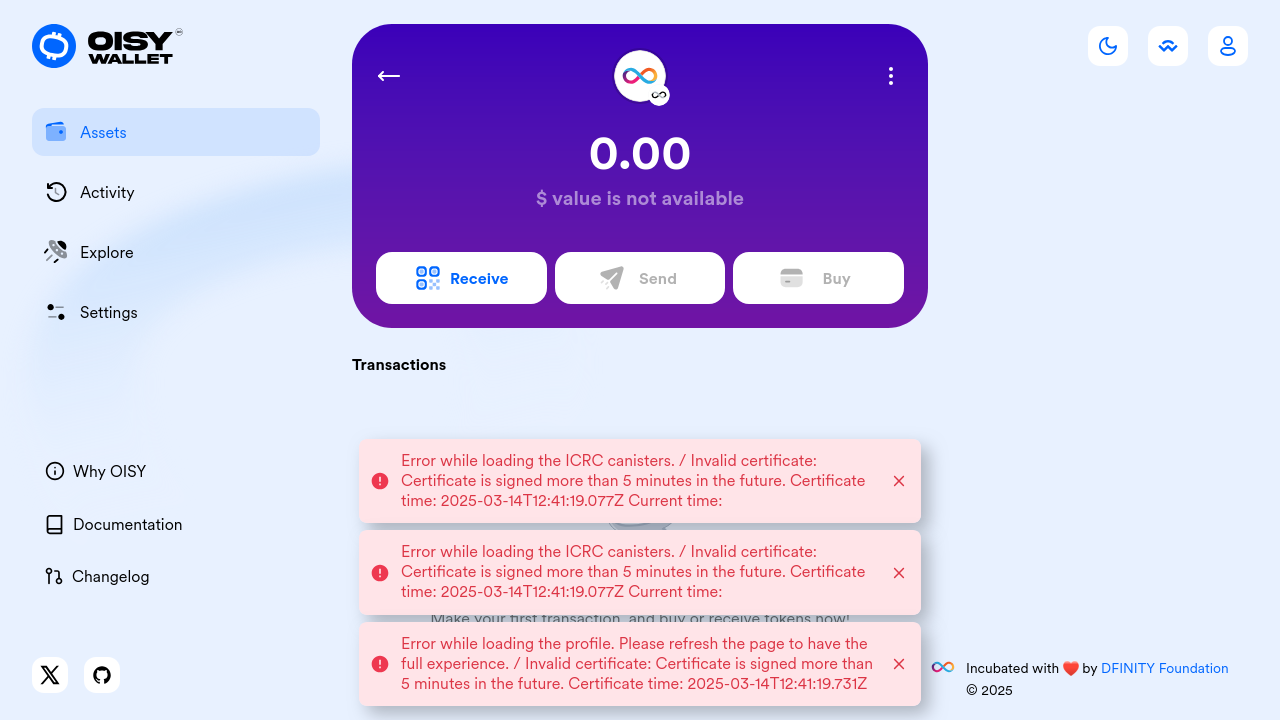 OISY
WALLET
Assets
Activity
Explore
Settings
Why OISY
Documentation
Changelog
0.00
$ value is not available
Receive
Send
Buy
Transactions
Error while loading the ICRC canisters. / Invalid certificate:
Certificate is signed more than 5 minutes in the future. Certificate
time: 2025-03-14T12:41:19.077Z Current time:
Error while loading the ICRC canisters. / Invalid certificate:
Certificate is signed more than 5 minutes in the future. Certificate
time: 2025-03-14T12:41:19.077Z Current time:
Make your first transaction, and buy or receive tokens now!
Error while loading the profile. Please refresh the page to have the
full experience. / Invalid certificate: Certificate is signed more than
5 minutes in the future. Certificate time: 2025-03-14T12:41:19.731Z
Incubated with ❤️ by DFINITY Foundation
© 2025